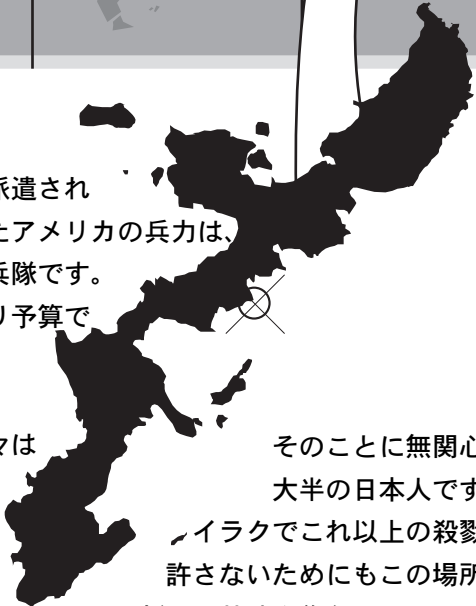 派遣され
たアメリカの兵力は、
兵隊です。
り予算で
々は
そのことに無関心
大半の日本人です
イラクでこれ以上の殺戮
許さないためにもこの場所